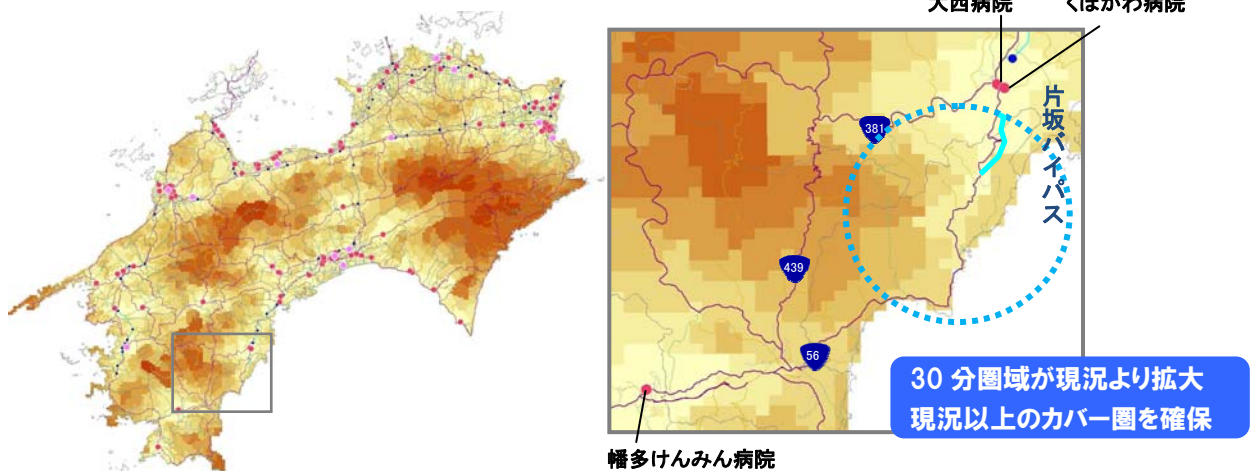 大西病院
くぼかわ病院
片坂バイパス
381
439
56
30 分圏域が現況より拡大
現況以上のカバー圏を確保
幡多けんみん病院